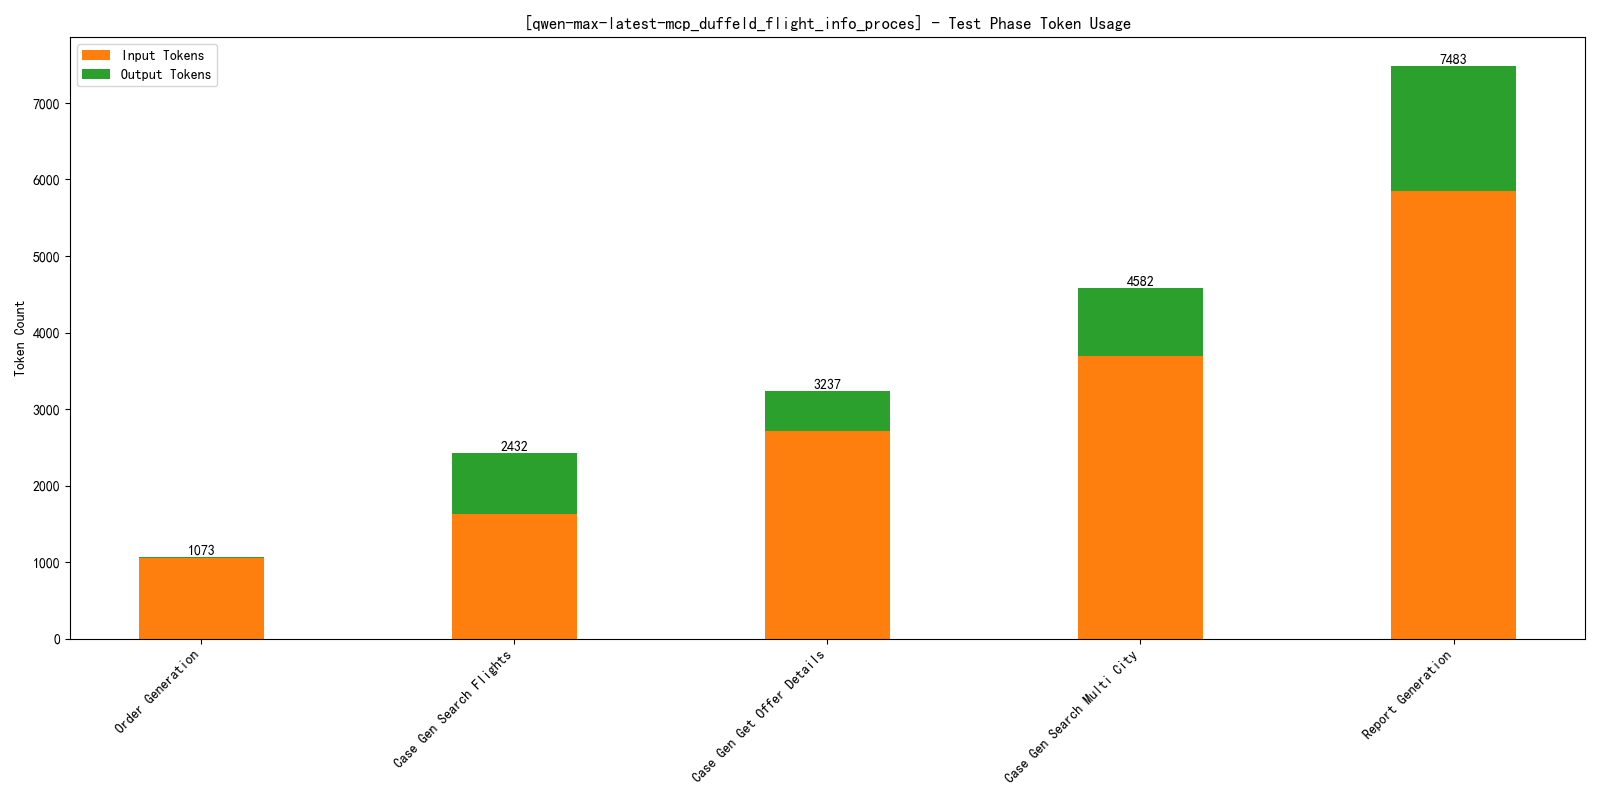 [qwen-max-latest-mcp_duffeld_flight_info_proces] - Test Phase Token Usage
Input Tokens
Output Tokens
Token Count
7000
6000
5000
4000
3000
2000
1000
0
1073
2432
3237
4582
7483
Order Generation
Case Gen Search Flights
Case Gen Get Offer Details
Case Gen Search Multi City
Report Generation